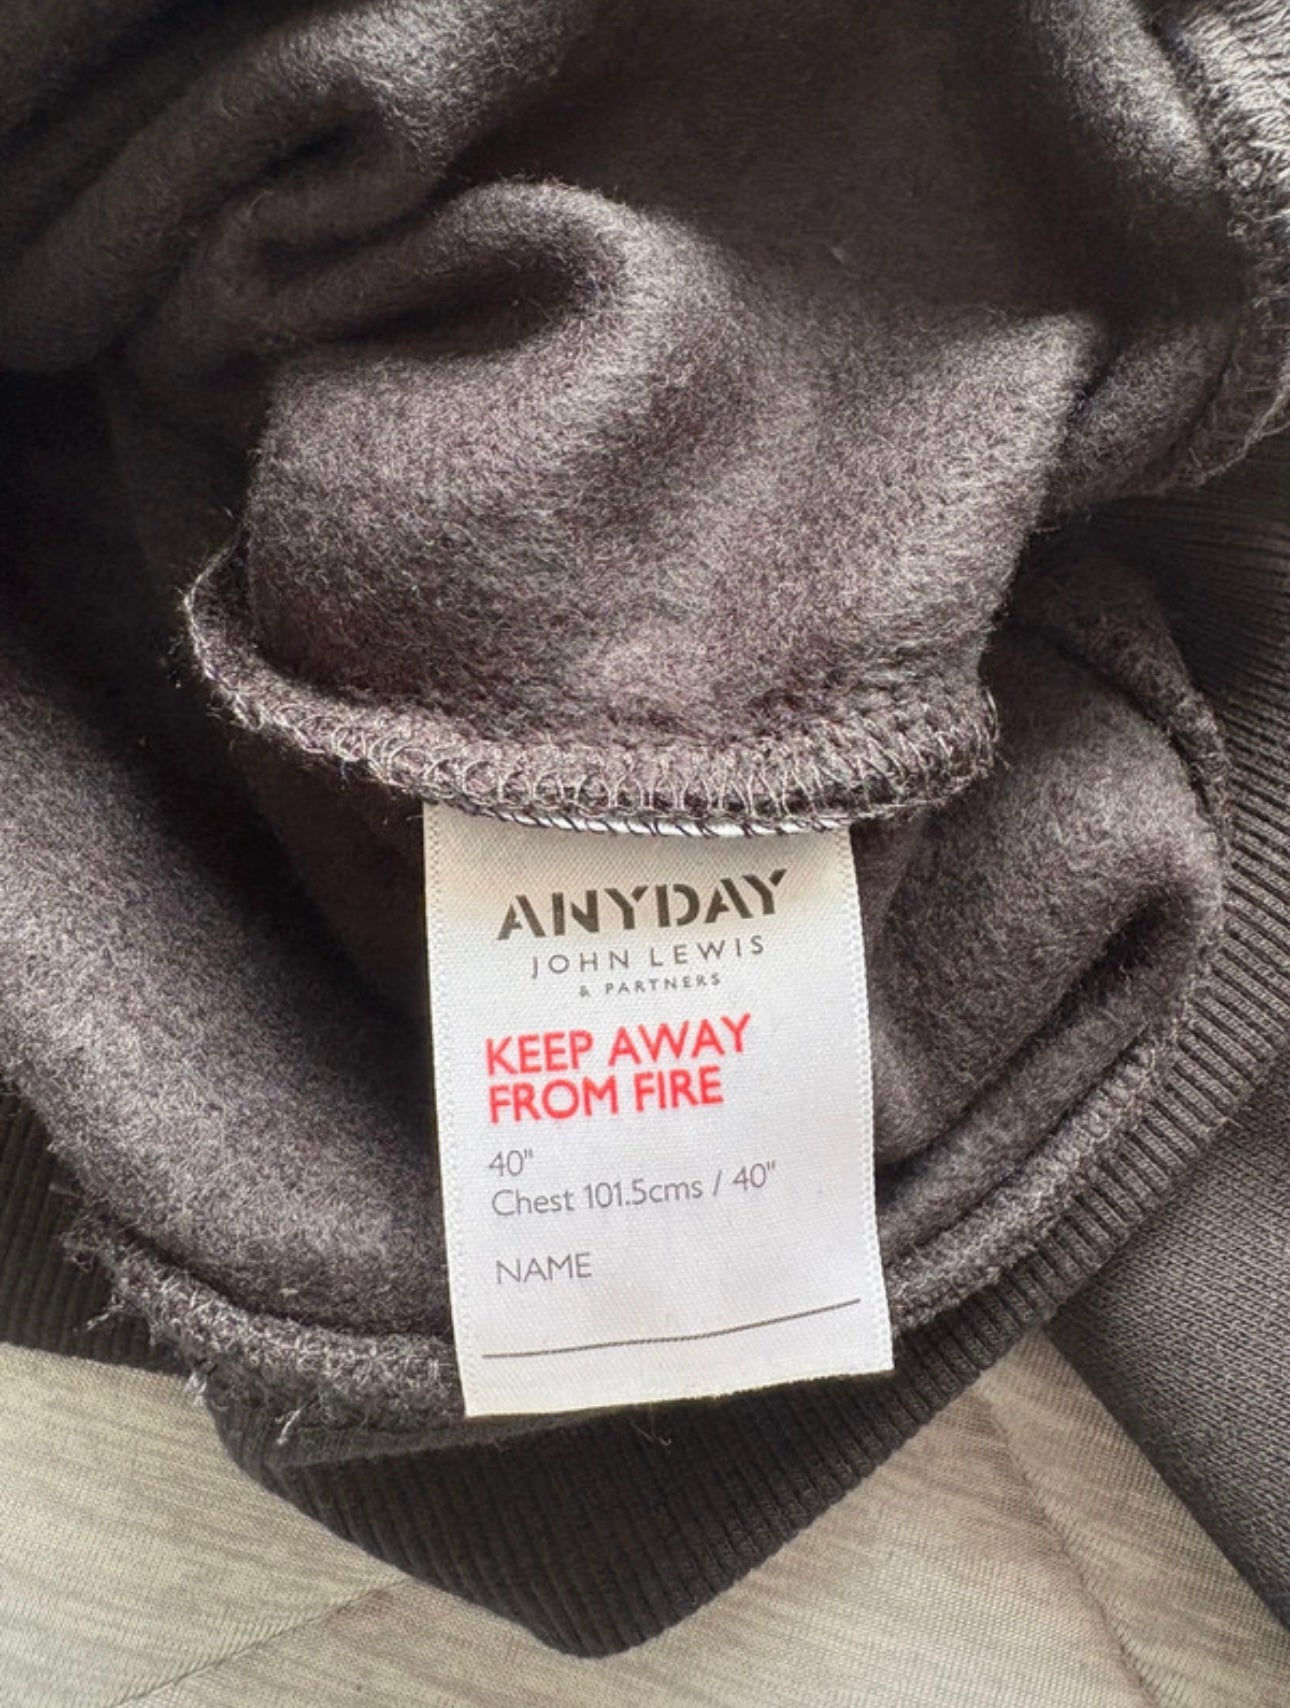 ANYDAY
JOHN LEWIS
& PARTNERS
KEEP AWAY
FROM FIRE
40"
Chest 101.5cms / 40"
NAME